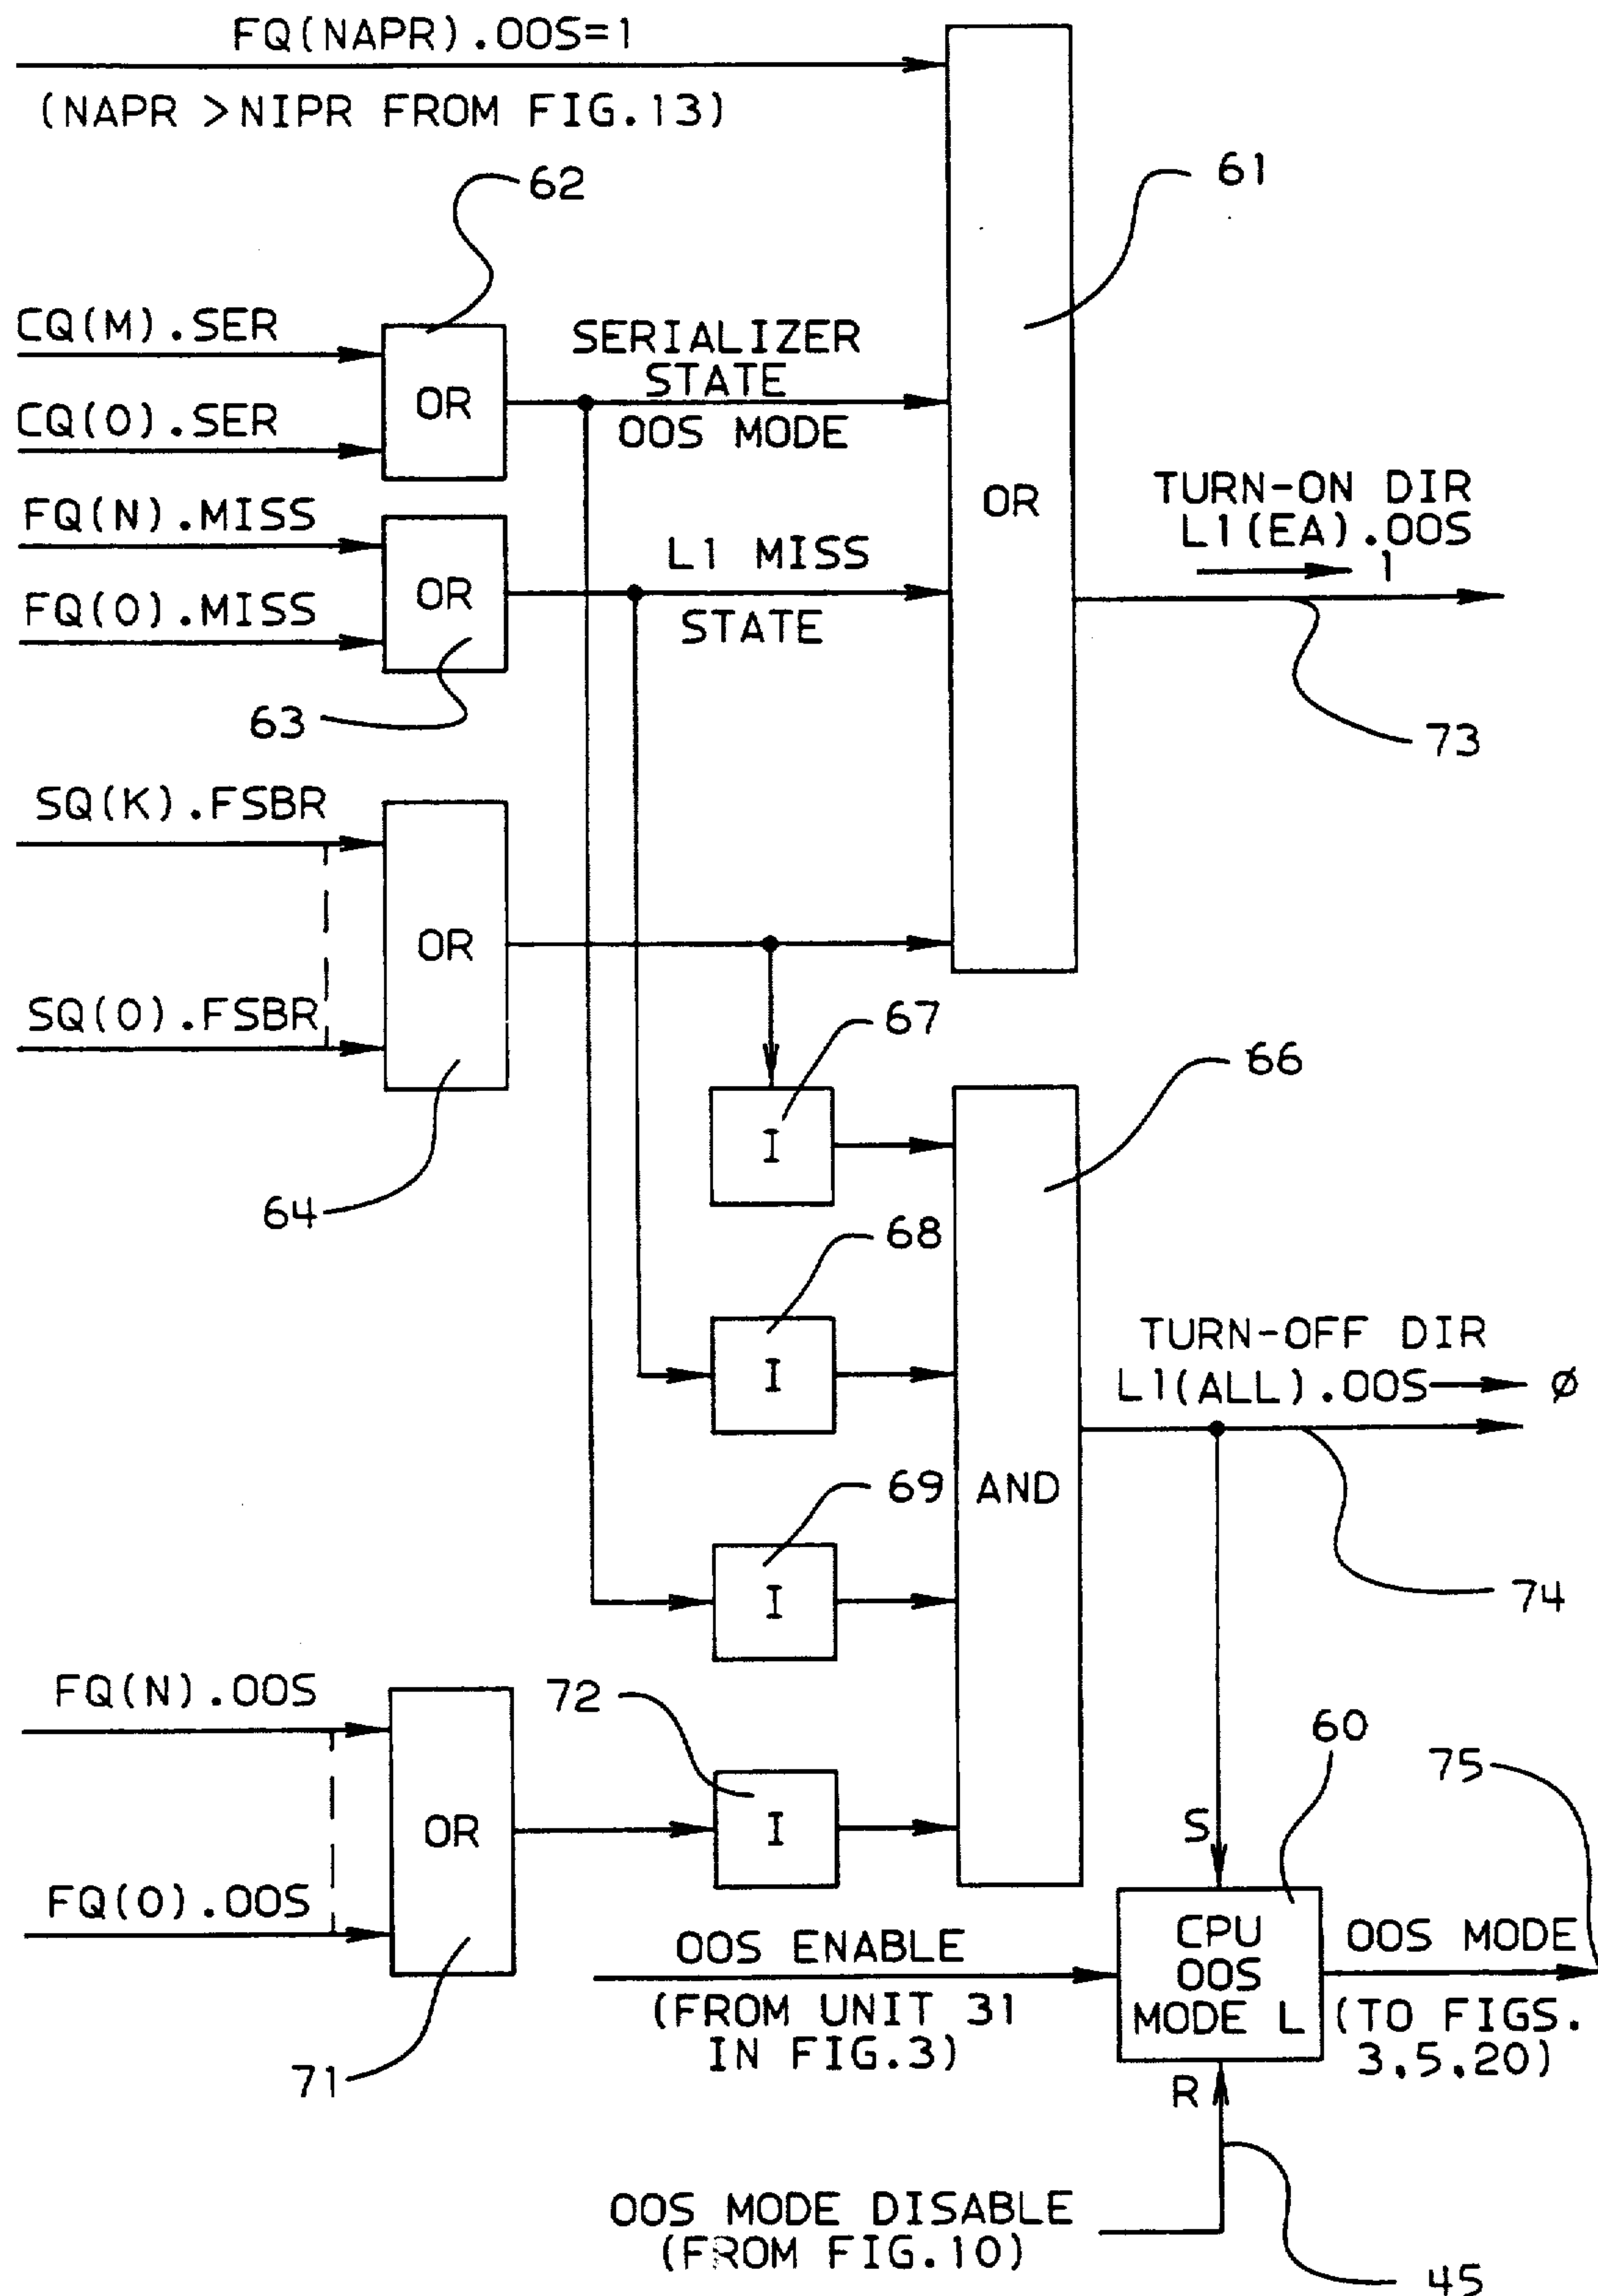 FQ(NAPR).OOS=1
(NAPR >NIPR FROM FIG.13)
62
61
CQ(M).SER
CQ(0).SER
OR
SERIALIZER
STATE
OOS MODE
FQ(N).MISS
FQ(0).MISS
OR
L1 MISS
STATE
OR
TURN-ON DIR
L1(EA).OOS
1
63
73
SQ(K).FSBR
SQ(0).FSBR
OR
67
66
I
64
68
I
TURN-OFF DIR
L1(ALL).OOS ø
69
AND
I
74
FQ(N).OOS
FQ(0).OOS
OR
72
I
60
75
S
71
OOS ENABLE
(FROM UNIT 31
IN FIG.3)
CPU
OOS
MODE L
OOS MODE
(TO FIGS.
3,5,20)
R
OOS MODE DISABLE
(FROM FIG.10)
45